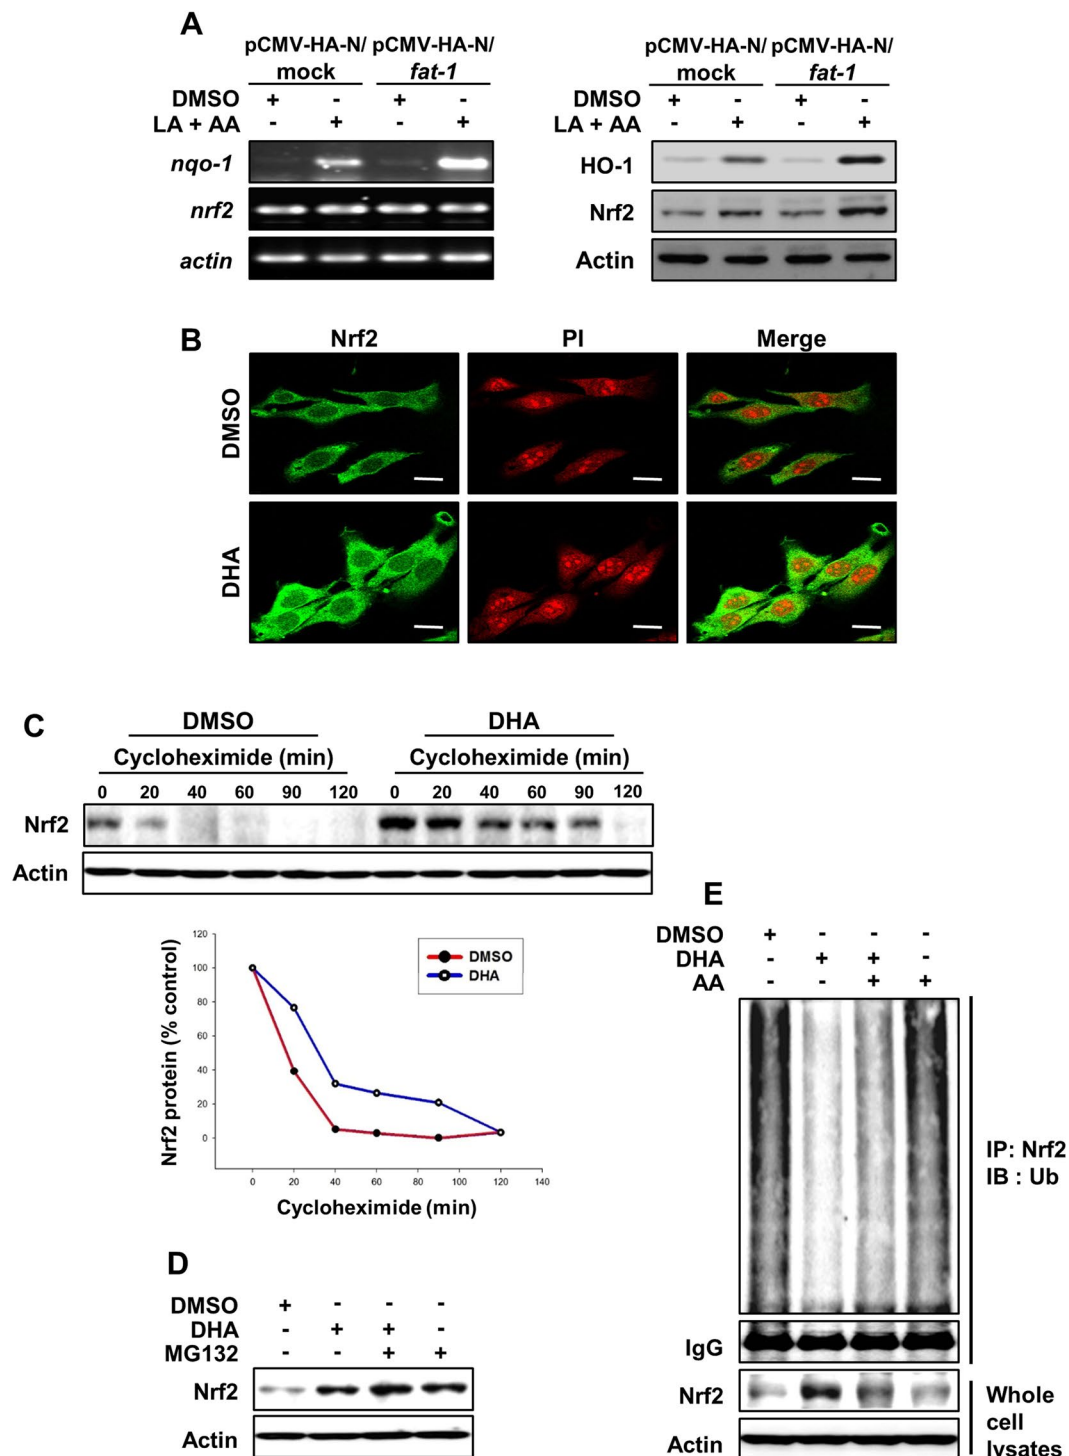 A
pCMV-HA-N/ pCMV-HA-N/
mock fat-1
DMSO + - + -
LA + AA - + - +
nqo-1
nrf2
actin
pCMV-HA-N/ pCMV-HA-N/
mock fat-1
DMSO + - + -
LA + AA - + - +
HO-1
Nrf2
Actin
B
Nrf2 PI Merge
DMSO
DHA
C
DMSO DHA
Cycloheximide (min) Cycloheximide (min)
0 20 40 60 90 120 0 20 40 60 90 120
Nrf2
Actin
Nrf2 protein (% control)
120
100
80
60
40
20
0
DMSO
DHA
0 20 40 60 80 100 120 140
Cycloheximide (min)
D
DMSO + - - -
DHA - + + -
MG132 - - + +
Nrf2
Actin
E
DMSO + - - -
DHA - + + -
AA - - + +
IP: Nrf2
IB : Ub
IgG
Nrf2
Actin
Whole
cell
lysates